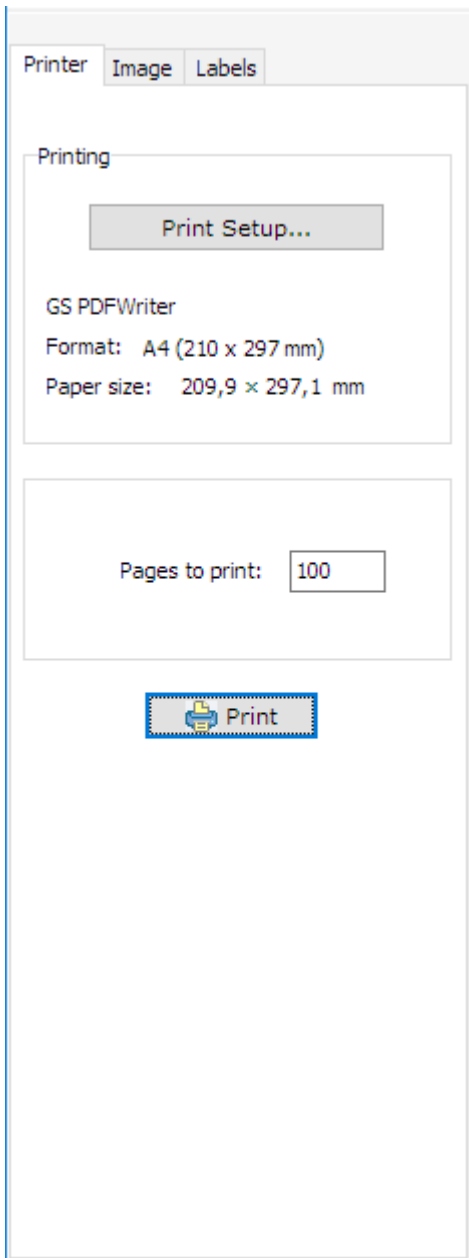 Printer Image Labels
Printing
Print Setup...
GS PDFWriter
Format: A4 (210 x 297 mm)
Paper size: 209,9 × 297,1 mm
Pages to print: 100
Print